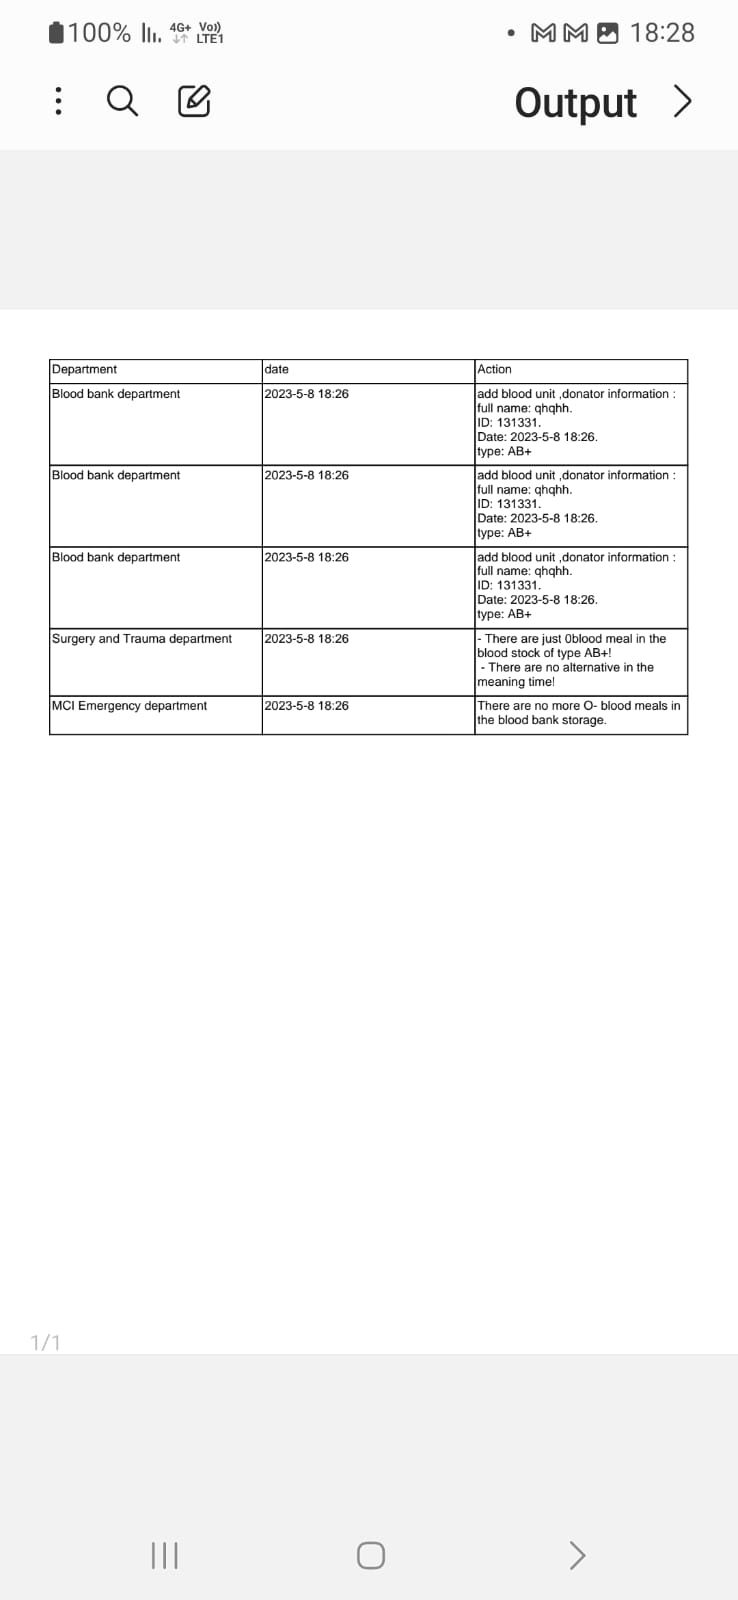 100% 4G+ Vo)) LTE1 18:28
Output
Department date Action
Blood bank department 2023-5-8 18:26 add blood unit ,donator information :
full name: qhqhh.
ID: 131331.
Date: 2023-5-8 18:26.
type: AB+
Blood bank department 2023-5-8 18:26 add blood unit ,donator information :
full name: qhqhh.
ID: 131331.
Date: 2023-5-8 18:26.
type: AB+
Blood bank department 2023-5-8 18:26 add blood unit ,donator information :
full name: qhqhh.
ID: 131331.
Date: 2023-5-8 18:26.
type: AB+
Surgery and Trauma department 2023-5-8 18:26 - There are just 0blood meal in the
blood stock of type AB+!
- There are no alternative in the
meaning time!
MCI Emergency department 2023-5-8 18:26 There are no more O- blood meals in
the blood bank storage.
1/1